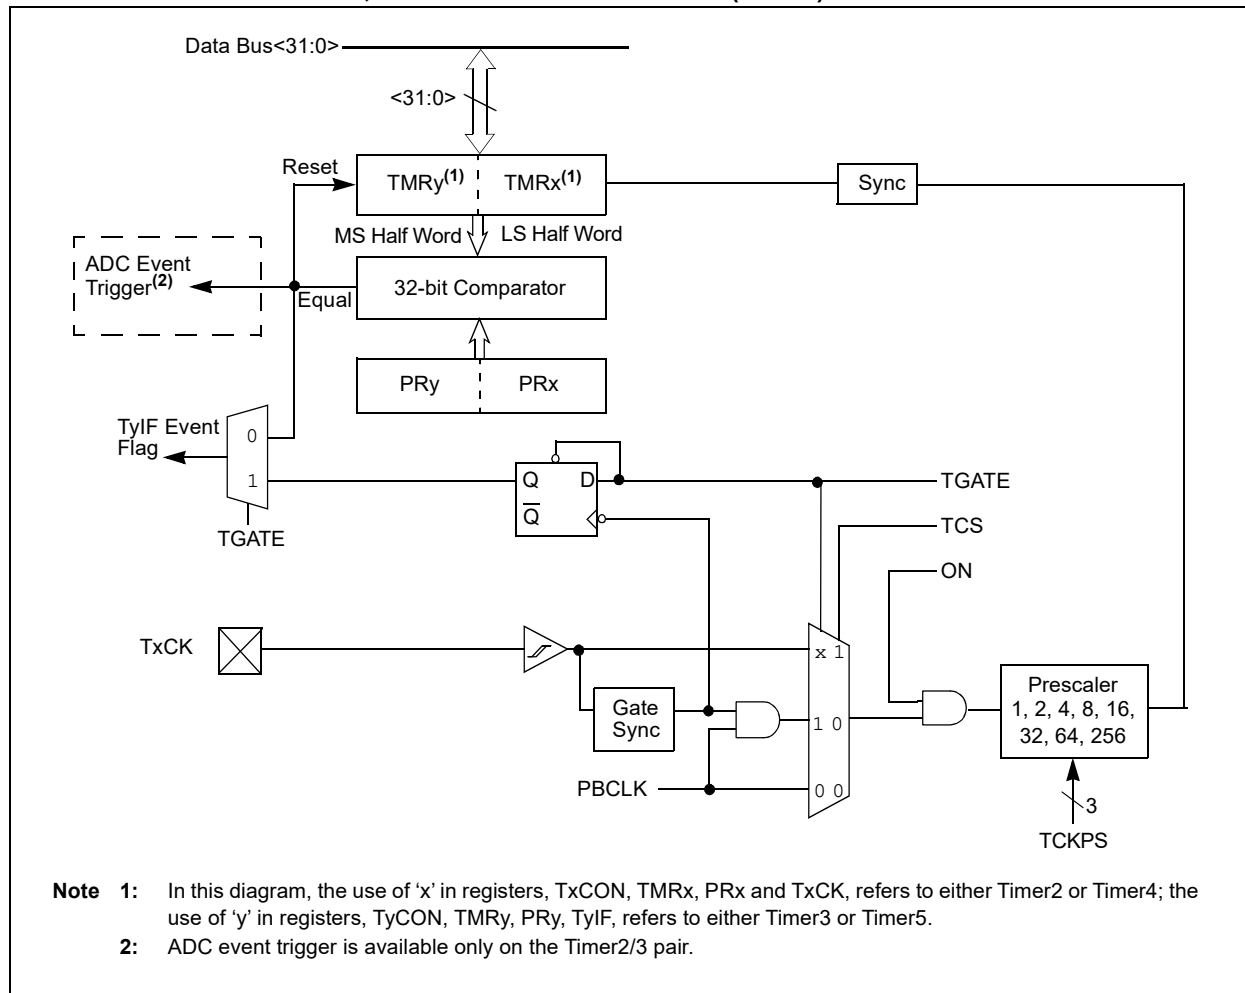 Data Bus<31:0>
<31:0>
Reset
TMRy(1) TMRx(1)
Sync
MS Half Word LS Half Word
ADC Event
Trigger(2)
Equal
32-bit Comparator
PRy PRx
TyIF Event
Flag
0
1
TGATE
Q D
Q
TGATE
TCS
ON
TxCK
x 1
Gate
Sync
1 0
Prescaler
1, 2, 4, 8, 16,
32, 64, 256
PBCLK
0 0
3
TCKPS
Note 1: In this diagram, the use of ‘x’ in registers, TxCON, TMRx, PRx and TxCK, refers to either Timer2 or Timer4; the
use of ‘y’ in registers, TyCON, TMRy, PRy, TyIF, refers to either Timer3 or Timer5.
2: ADC event trigger is available only on the Timer2/3 pair.